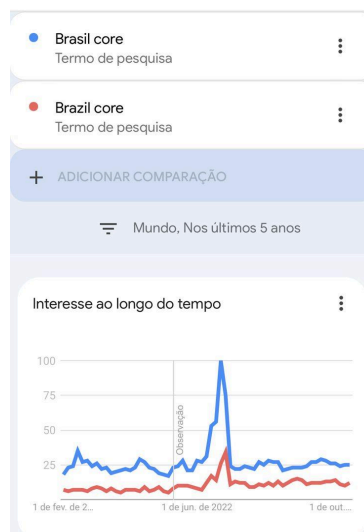 Brasil core
Termo de pesquisa
Brazil core
Termo de pesquisa
+ ADICIONAR COMPARAÇÃO
Mundo, Nos últimos 5 anos
Interesse ao longo do tempo
100
75
50
25
Observação
1 de fev. de 2...
1 de jun. de 2022
1 de out....